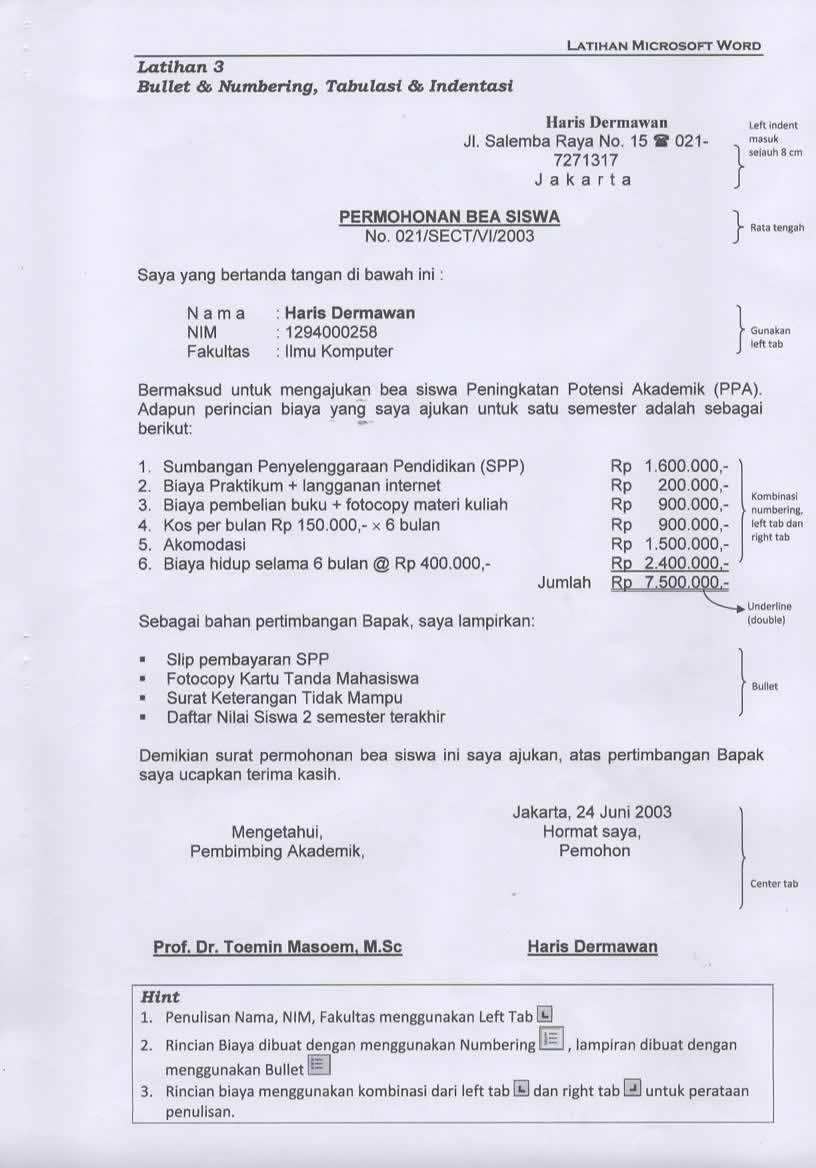 LATIHAN MICROSOFT WORD
Latihan 3
Bullet & Numbering, Tabulasi & Indentasi
Haris Dermawan
Jl. Salemba Raya No. 15 ☎ 021-
7271317
J a k a r t a
Left indent
masuk
sejauh 8 cm
PERMOHONAN BEA SISWA
No. 021/SECT/VI/2003
Rata tengah
Saya yang bertanda tangan di bawah ini :
N a m a : Haris Dermawan
NIM : 1294000258
Fakultas : Ilmu Komputer
Gunakan
left tab
Bermaksud untuk mengajukan bea siswa Peningkatan Potensi Akademik (PPA).
Adapun perincian biaya yang saya ajukan untuk satu semester adalah sebagai
berikut:
1. Sumbangan Penyelenggaraan Pendidikan (SPP) Rp 1.600.000,-
2. Biaya Praktikum + langganan internet Rp 200.000,-
3. Biaya pembelian buku + fotocopy materi kuliah Rp 900.000,-
4. Kos per bulan Rp 150.000,- × 6 bulan Rp 900.000,-
5. Akomodasi Rp 1.500.000,-
6. Biaya hidup selama 6 bulan @ Rp 400.000,- Rp 2.400.000,-
Jumlah Rp 7.500.000,-
Kombinasi
numbering,
left tab dan
right tab
Underline
(double)
Sebagai bahan pertimbangan Bapak, saya lampirkan:
▪ Slip pembayaran SPP
▪ Fotocopy Kartu Tanda Mahasiswa
▪ Surat Keterangan Tidak Mampu
▪ Daftar Nilai Siswa 2 semester terakhir
Bullet
Demikian surat permohonan bea siswa ini saya ajukan, atas pertimbangan Bapak
saya ucapkan terima kasih.
Jakarta, 24 Juni 2003
Mengetahui, Hormat saya,
Pembimbing Akademik, Pemohon
Center tab
Prof. Dr. Toemin Masoem, M.Sc Haris Dermawan
Hint
1. Penulisan Nama, NIM, Fakultas menggunakan Left Tab
2. Rincian Biaya dibuat dengan menggunakan Numbering , lampiran dibuat dengan
menggunakan Bullet
3. Rincian biaya menggunakan kombinasi dari left tab dan right tab untuk perataan
penulisan.